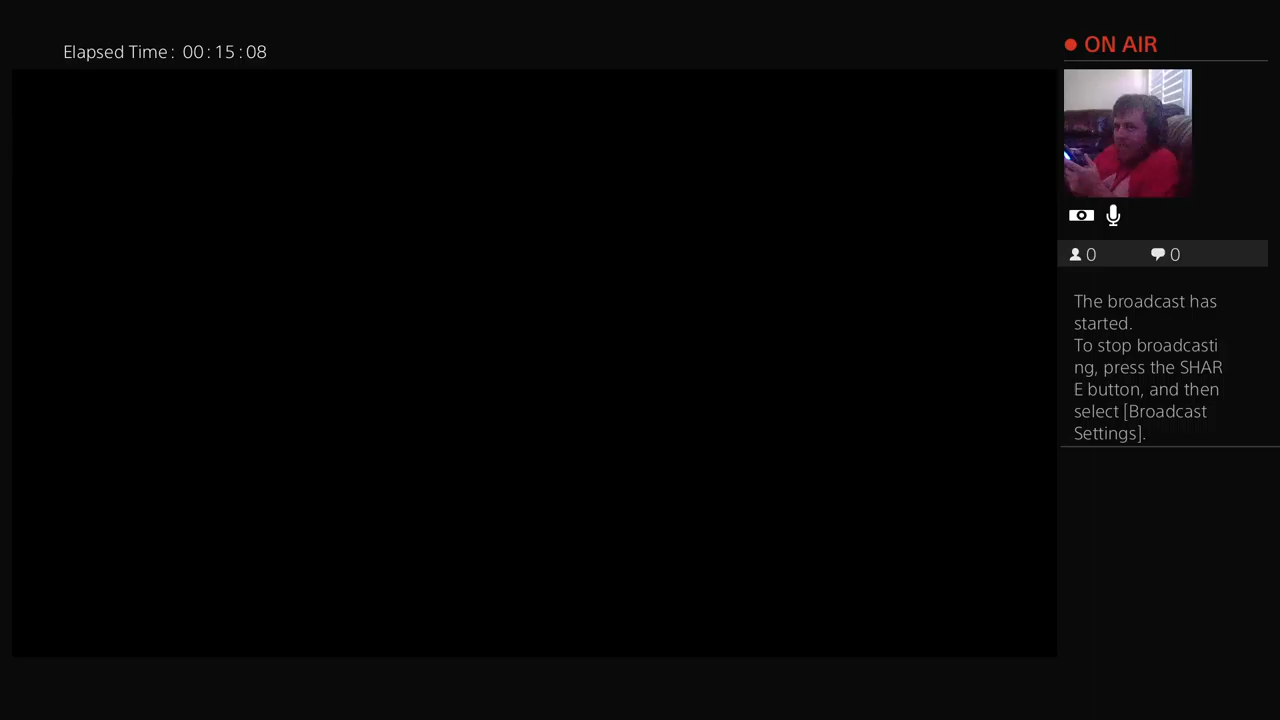 Elapsed Time: 00:15:08
ON AIR
0 0
The broadcast has
started.
To stop broadcasti
ng, press the SHAR
E button, and then
select [Broadcast
Settings].